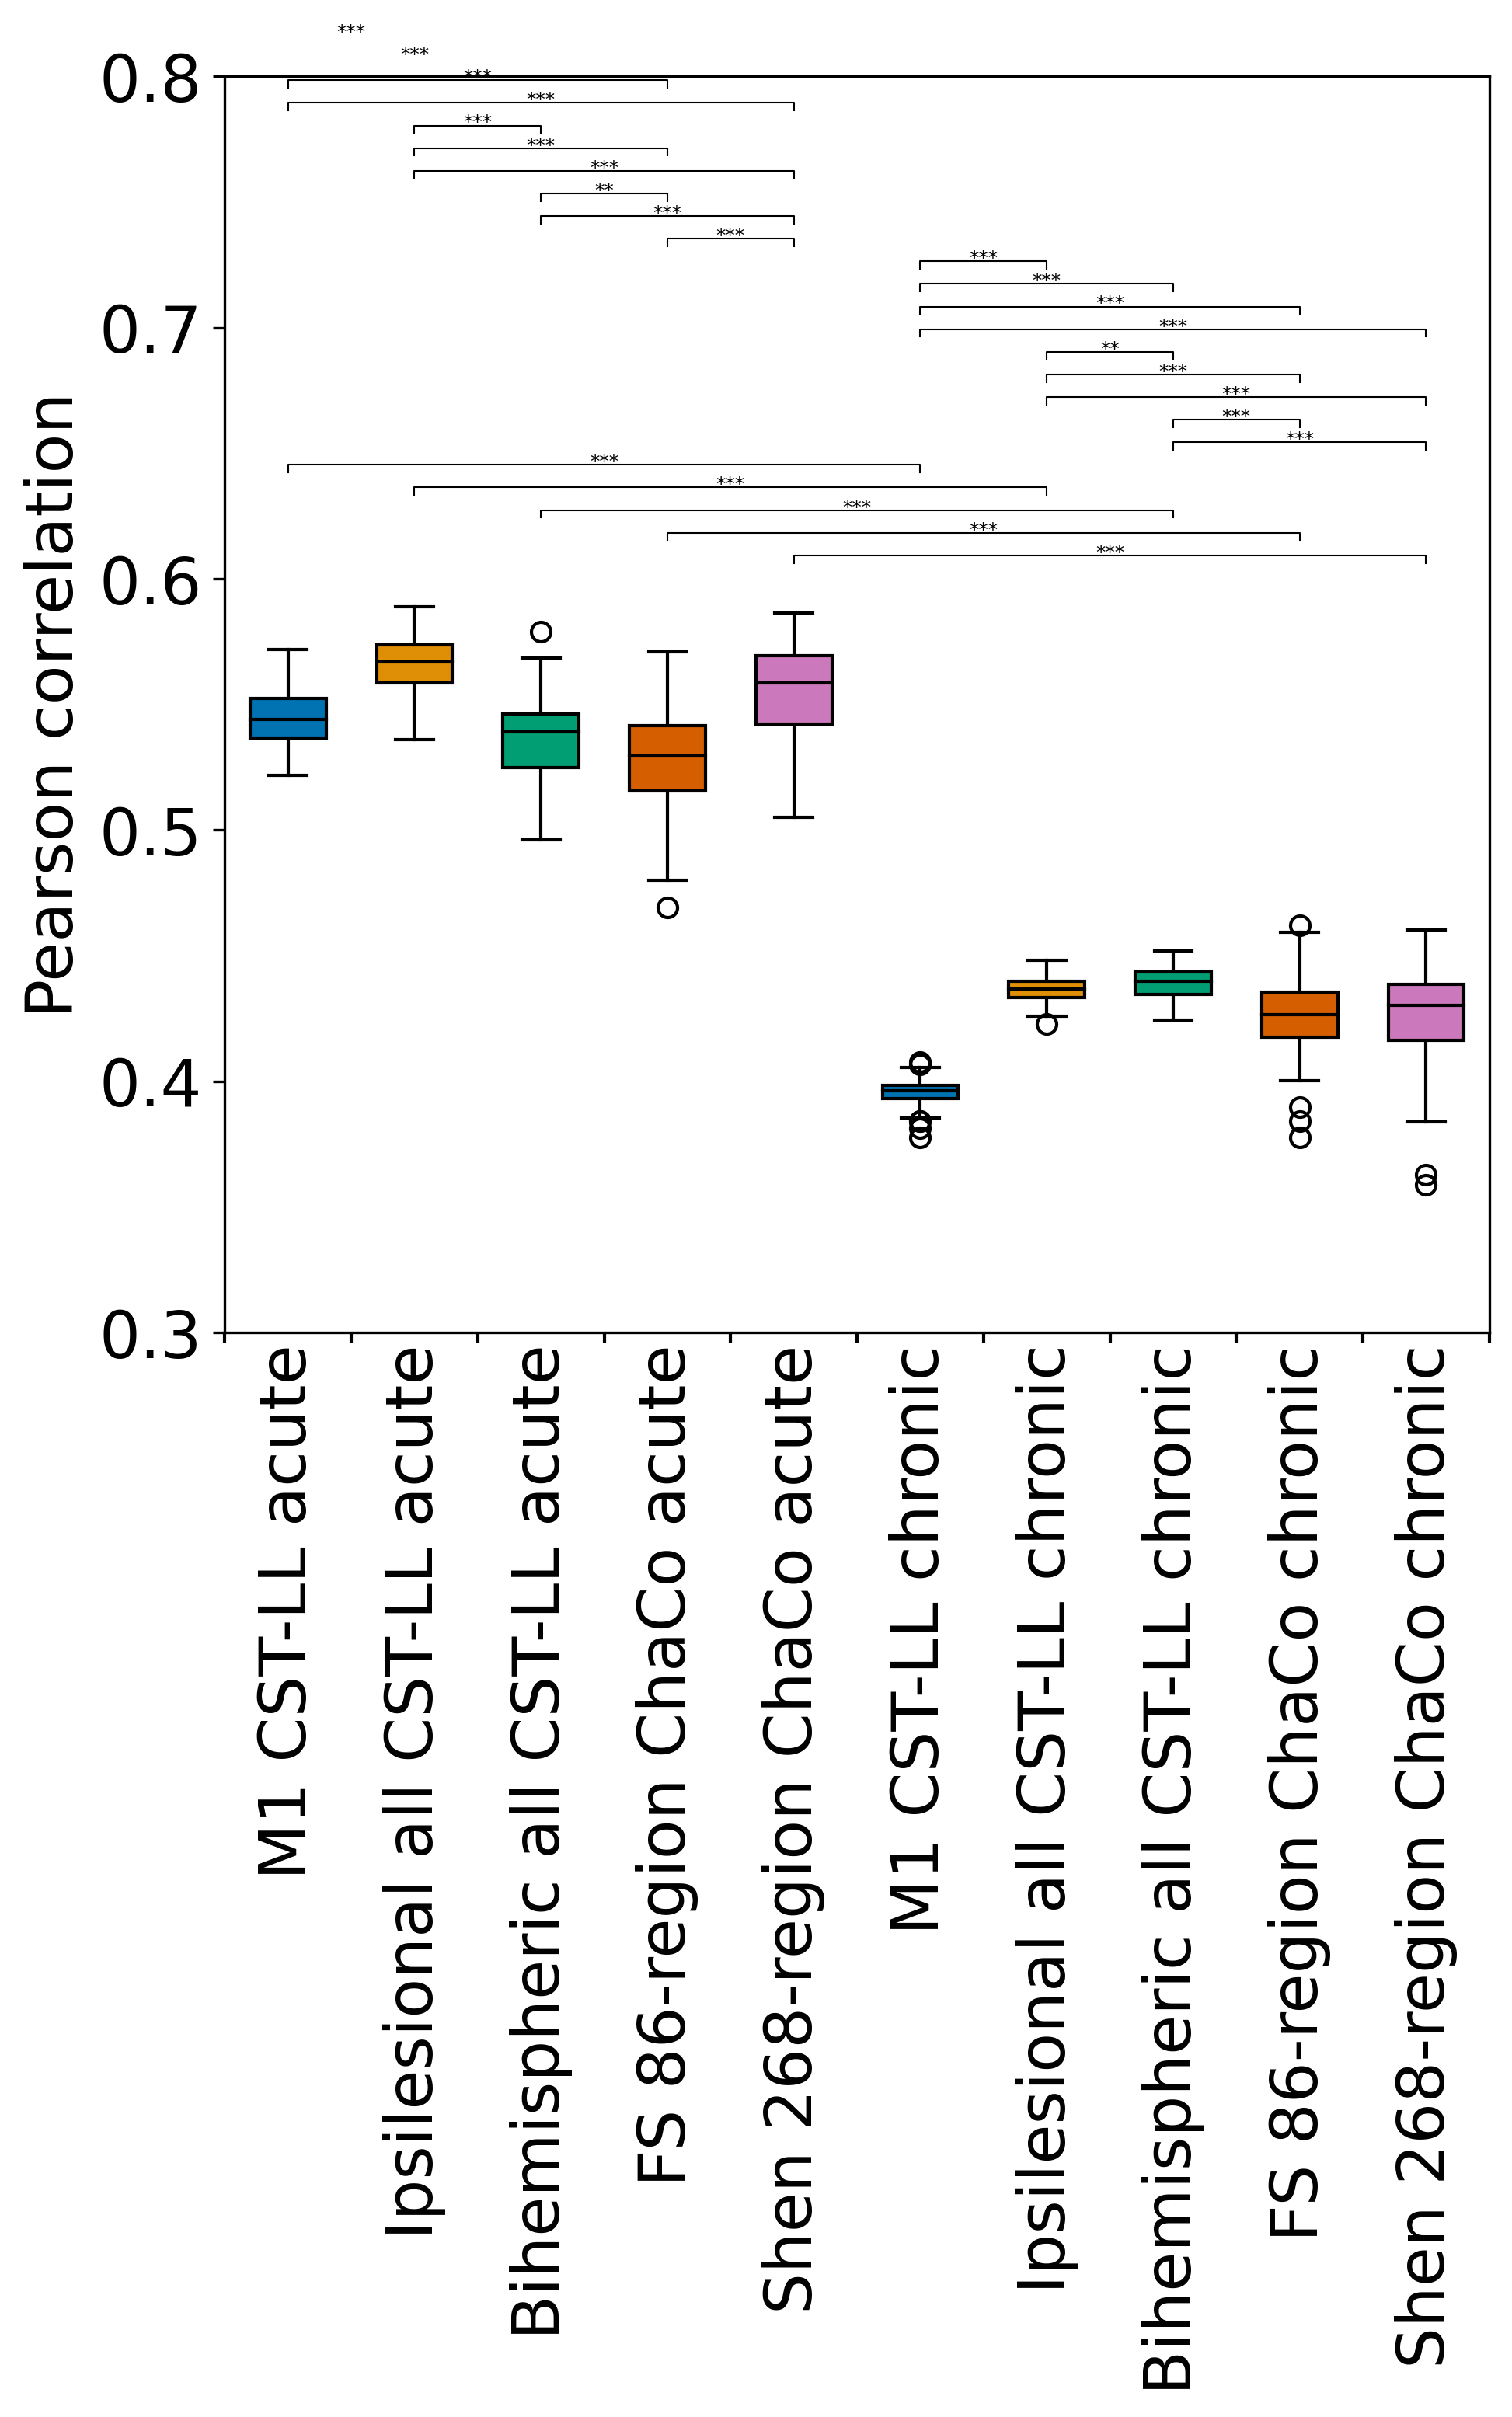 ***
***
0.8
***
***
***
***
***
**
***
***
***
***
0.7
***
***
**
***
***
***
***
***
***
***
***
***
0.6
0.5
0.4
0.3
Pearson correlation
M1 CST-LL acute
Ipsilesional all CST-LL acute
Bihemispheric all CST-LL acute
FS 86-region ChaCo acute
Shen 268-region ChaCo acute
M1 CST-LL chronic
Ipsilesional all CST-LL chronic
Bihemispheric all CST-LL chronic
FS 86-region ChaCo chronic
Shen 268-region ChaCo chronic